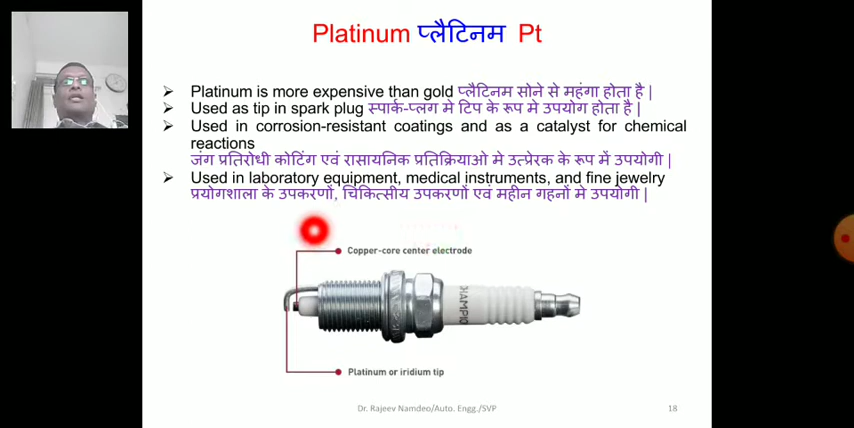 Platinum प्लैटिनम Pt
➤ Platinum is more expensive than gold प्लैटिनम सोने से महंगा होता है |
➤ Used as tip in spark plug स्पार्क-प्लग मे टिप के रूप मे उपयोग होता है |
➤ Used in corrosion-resistant coatings and as a catalyst for chemical
reactions
जंग प्रतिरोधी कोटिंग एवं रासायनिक प्रतिक्रियाओ मे उत्प्रेरक के रूप में उपयोगी |
➤ Used in laboratory equipment, medical instruments, and fine jewelry
प्रयोगशाला के उपकरणों, चिकित्सीय उपकरणों एवं महीन गहनों मे उपयोगी |
Copper-core center electrode
CHAMPIO
Platinum or iridium tip
Dr. Rajeev Namdeo/Auto. Engg./SVP
18